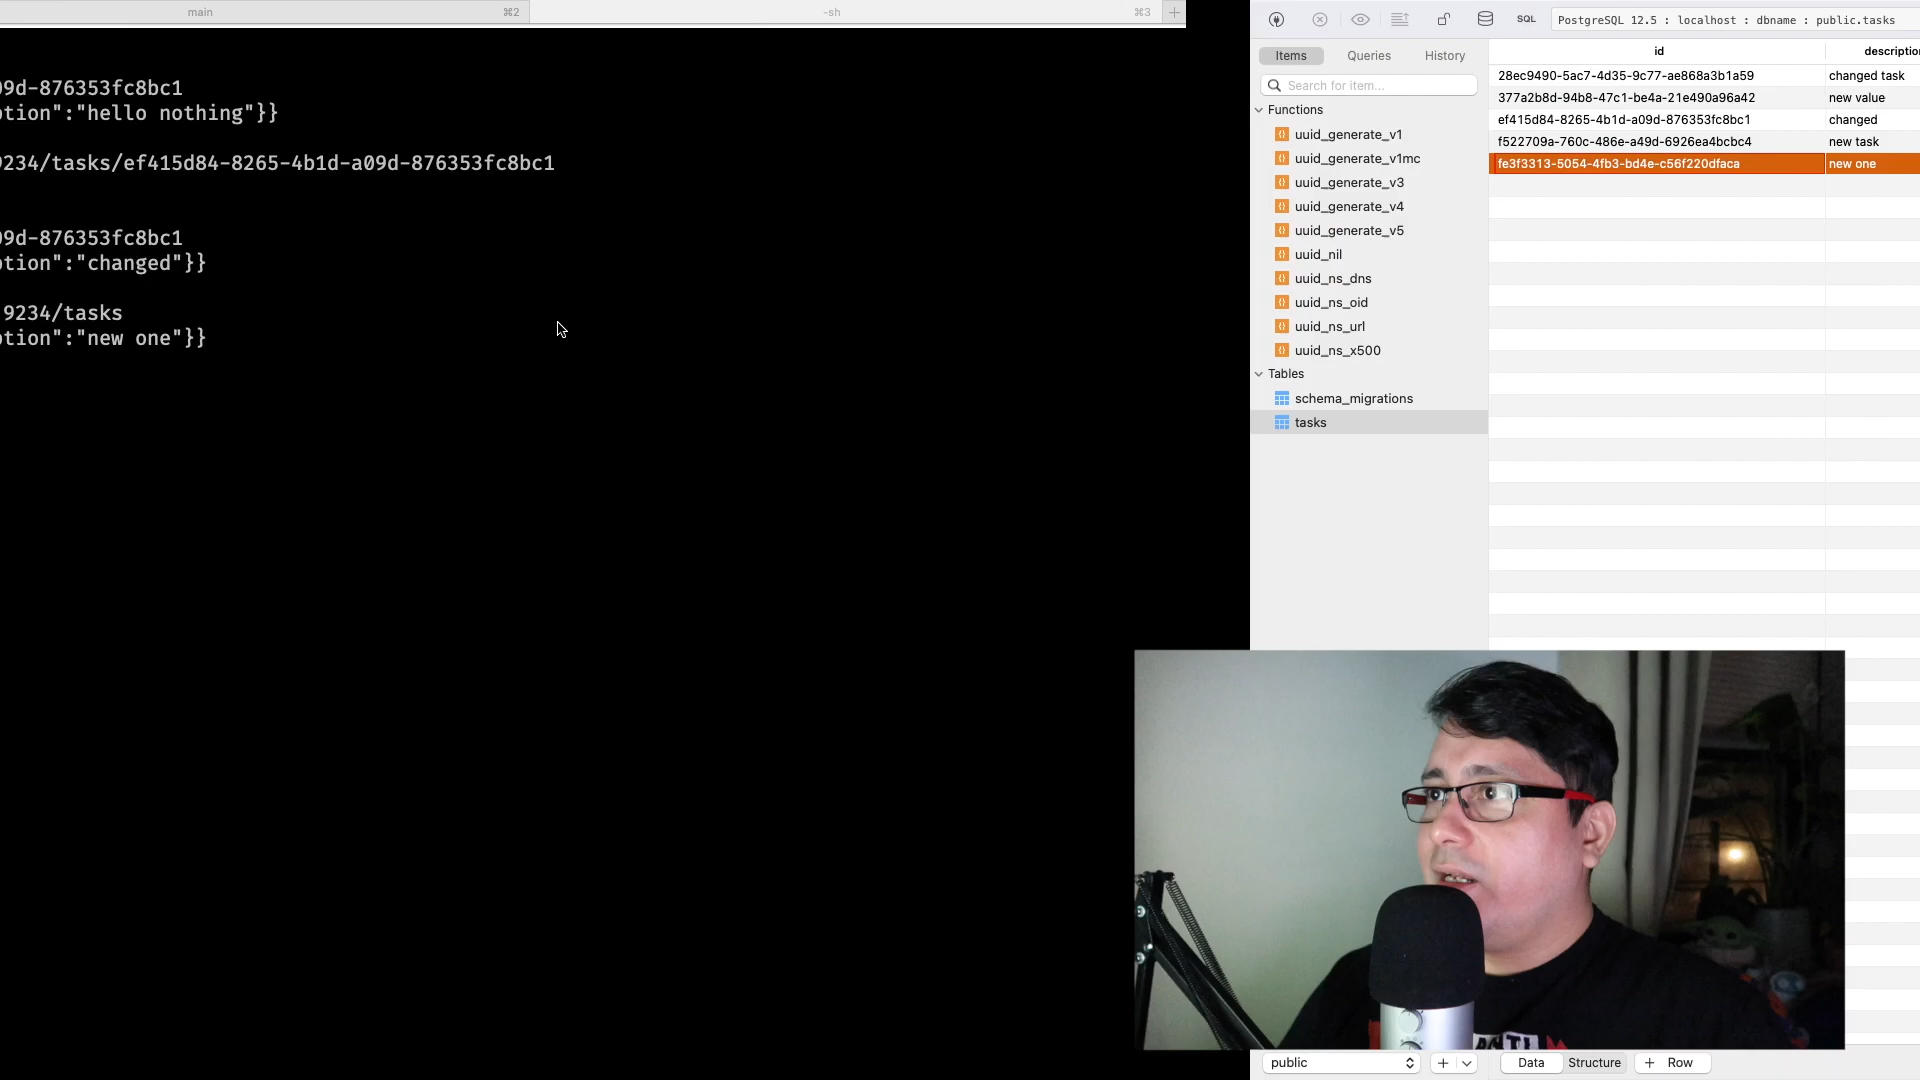 main ⌘2
-sh ⌘3
09d-876353fc8bc1
tion":"hello nothing"}}
9234/tasks/ef415d84-8265-4b1d-a09d-876353fc8bc1
09d-876353fc8bc1
tion":"changed"}}
9234/tasks
tion":"new one"}}
SQL
PostgreSQL 12.5 : localhost : dbname : public.tasks
Items Queries History
Search for item...
Functions
uuid_generate_v1
uuid_generate_v1mc
uuid_generate_v3
uuid_generate_v4
uuid_generate_v5
uuid_nil
uuid_ns_dns
uuid_ns_oid
uuid_ns_url
uuid_ns_x500
Tables
schema_migrations
tasks
id descriptio
28ec9490-5ac7-4d35-9c77-ae868a3b1a59 changed task
377a2b8d-94b8-47c1-be4a-21e490a96a42 new value
ef415d84-8265-4b1d-a09d-876353fc8bc1 changed
f522709a-760c-486e-a49d-6926ea4bcbc4 new task
fe3f3313-5054-4fb3-bd4e-c56f220dfaca new one
public
Data Structure + Row